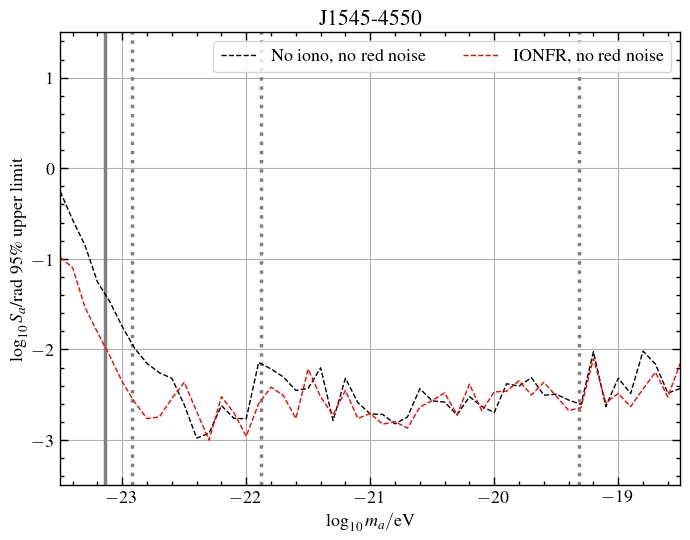 J1545-4550
No iono, no red noise
IONFR, no red noise
1
0
−1
−2
−3
log₁₀ Sₐ/rad 95% upper limit
−23
−22
−21
−20
−19
log₁₀ mₐ/eV